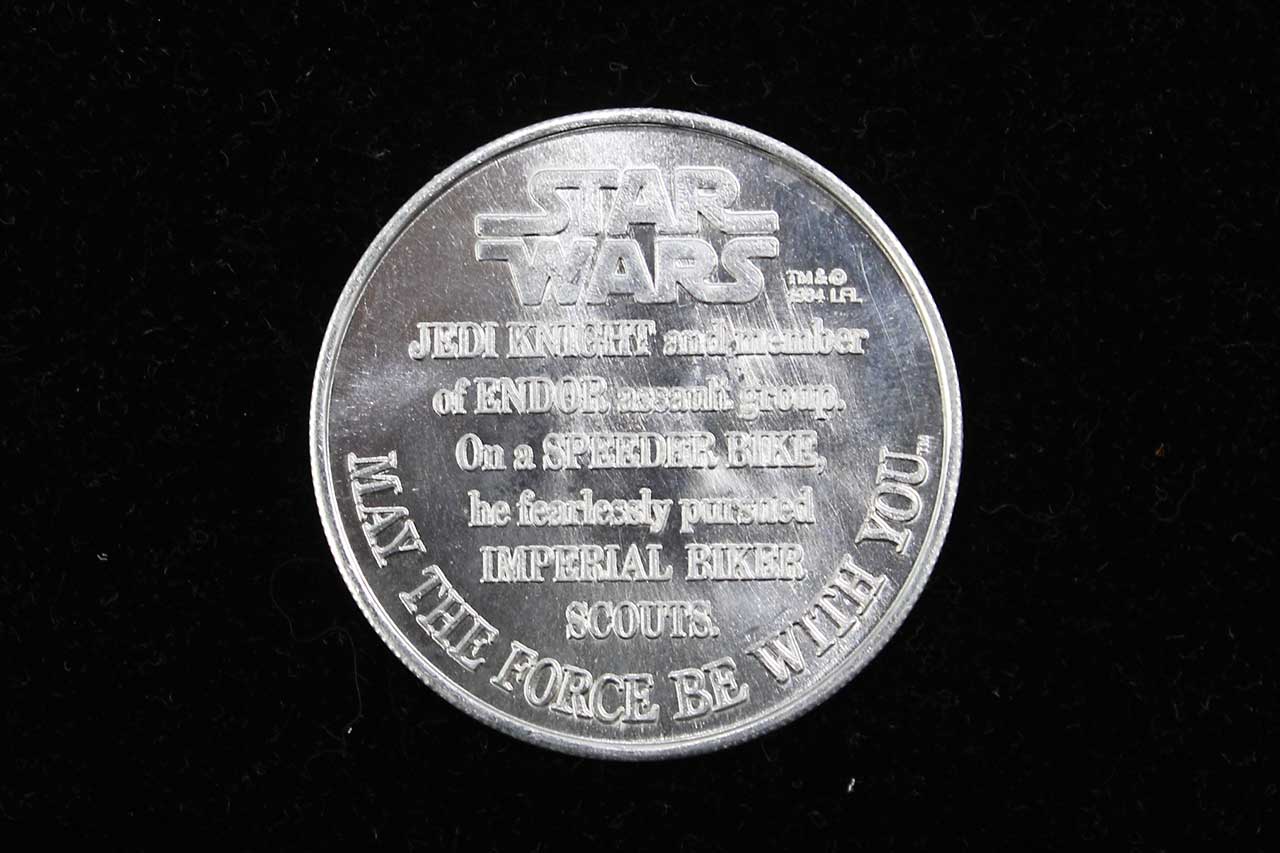 STAR
WARS
TM & ©
1984 LFL
JEDI KNIGHT and member
of ENDOR assault group.
On a SPEEDER BIKE,
he fearlessly pursued
IMPERIAL BIKER
SCOUTS.
MAY THE FORCE BE WITH YOU™